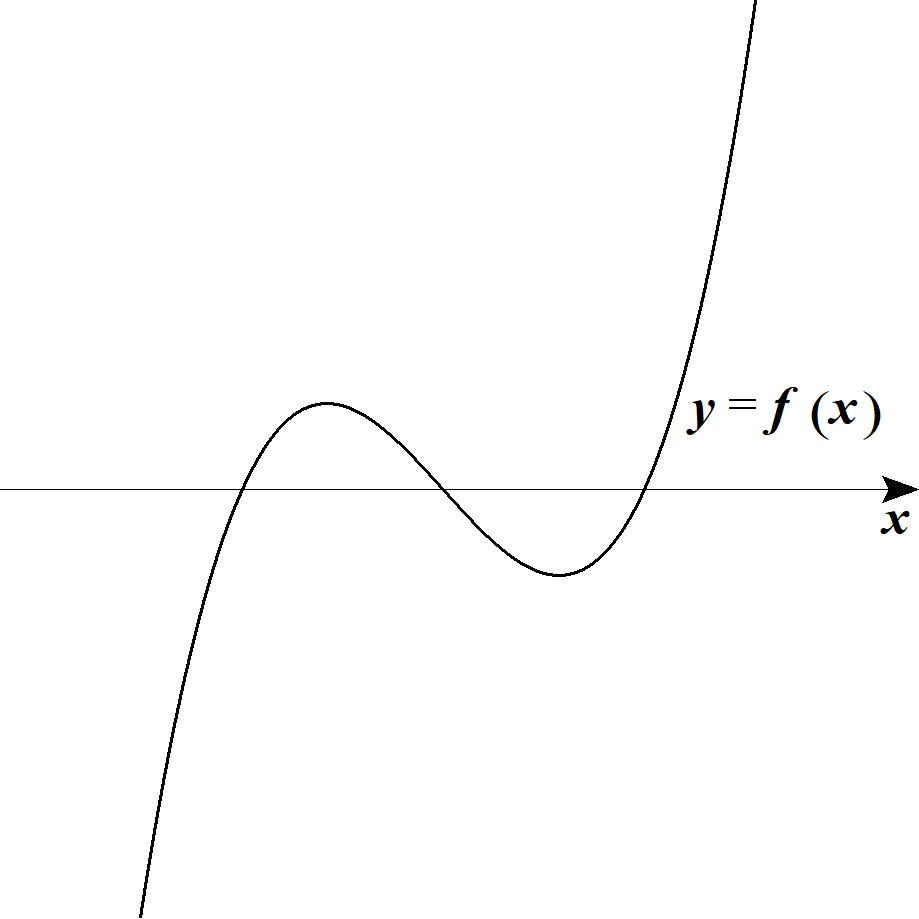 y = f (x)
x